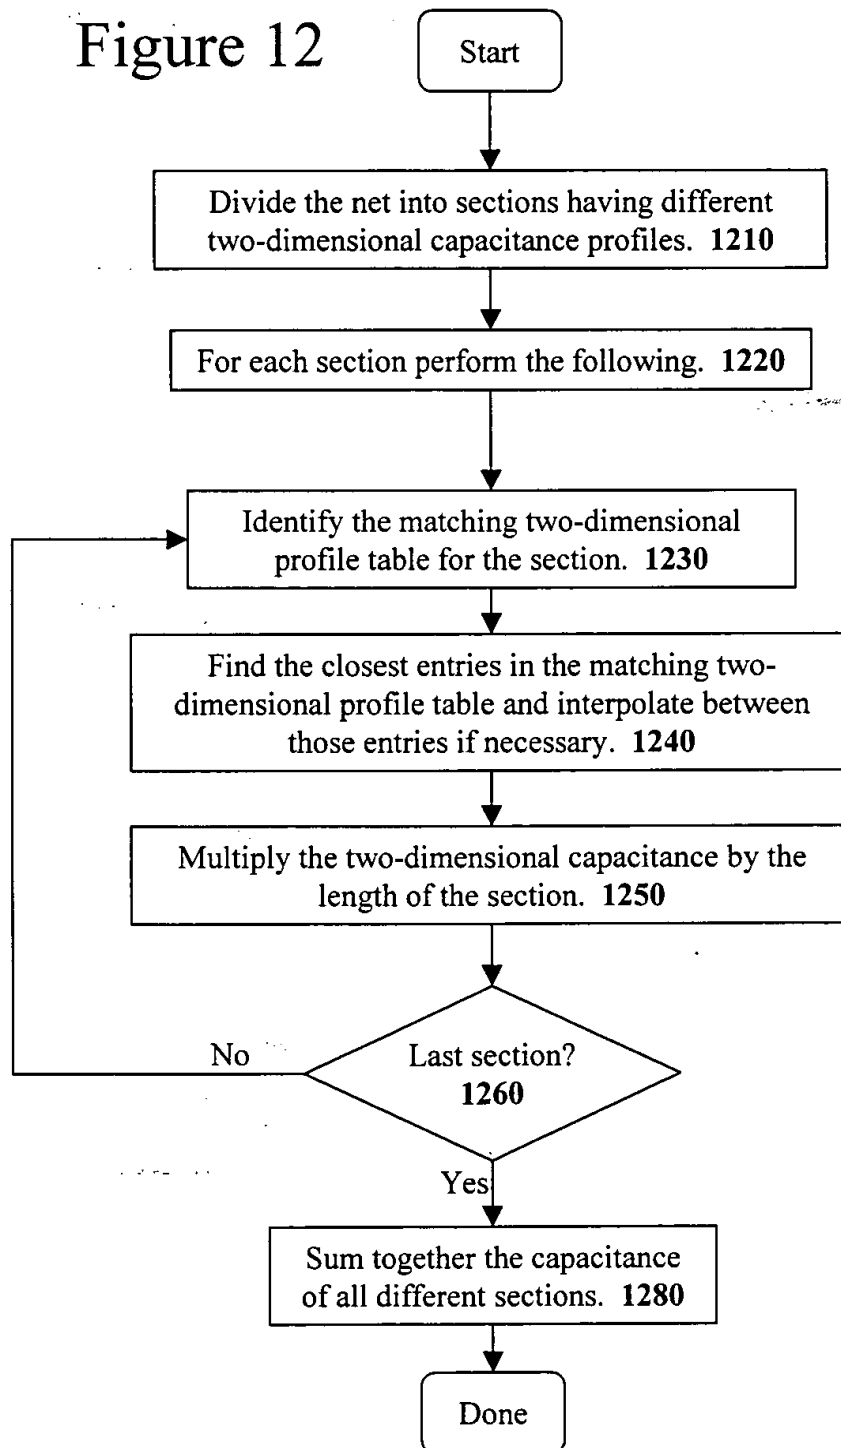 Figure 12
Start
Divide the net into sections having different
two-dimensional capacitance profiles. 1210
For each section perform the following. 1220
Identify the matching two-dimensional
profile table for the section. 1230
Find the closest entries in the matching two-
dimensional profile table and interpolate between
those entries if necessary. 1240
Multiply the two-dimensional capacitance by the
length of the section. 1250
No
Last section?
1260
Yes
Sum together the capacitance
of all different sections. 1280
Done